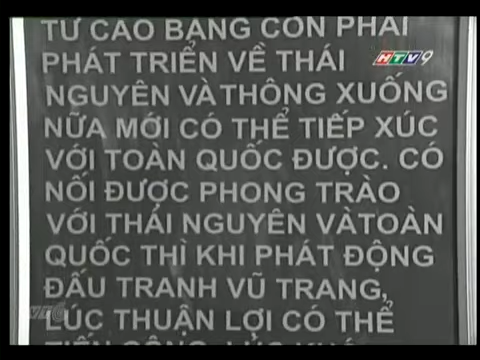 TỪ CAO BẰNG CÒN PHẢI
PHÁT TRIỂN VỀ THÁI
HTV9
NGUYÊN VÀ THÔNG XUỐNG
NỮA MỚI CÓ THỂ TIẾP XÚC
VỚI TOÀN QUỐC ĐƯỢC. CÓ
NỐI ĐƯỢC PHONG TRÀO
VỚI THÁI NGUYÊN VÀ TOÀN
QUỐC THÌ KHI PHÁT ĐỘNG
ĐẤU TRANH VŨ TRANG,
LÚC THUẬN LỢI CÓ THỂ